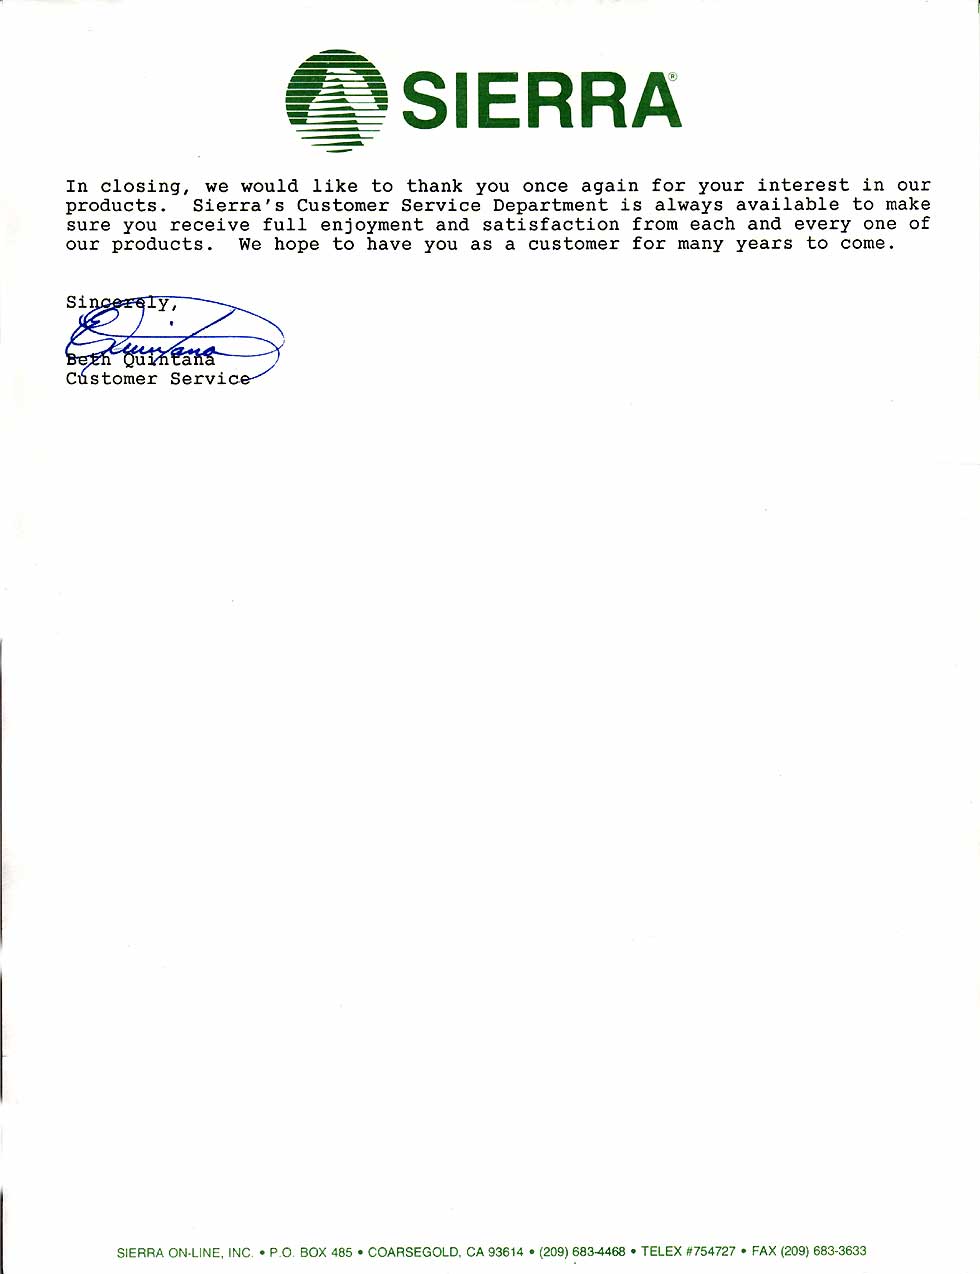 SIERRA®
In closing, we would like to thank you once again for your interest in our
products. Sierra's Customer Service Department is always available to make
sure you receive full enjoyment and satisfaction from each and every one of
our products. We hope to have you as a customer for many years to come.
Sincerely,
Beth Quintana
Customer Service
SIERRA ON-LINE, INC. • P.O. BOX 485 • COARSEGOLD, CA 93614 • (209) 683-4468 • TELEX #754727 • FAX (209) 683-3633